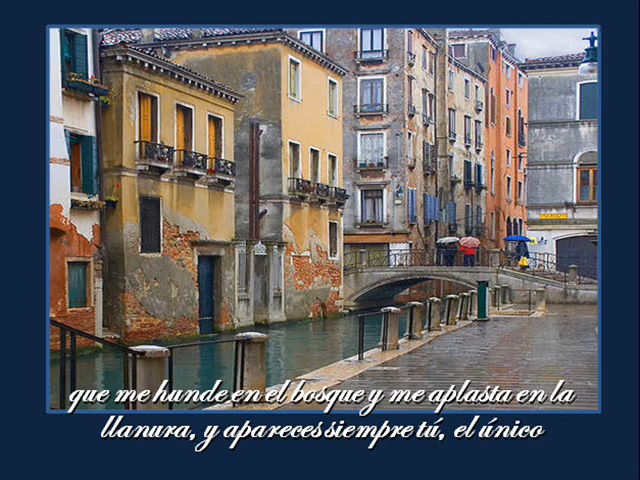 que me hunde en el bosque y me aplasta en la
llanura, y apareces siempre tú, el único